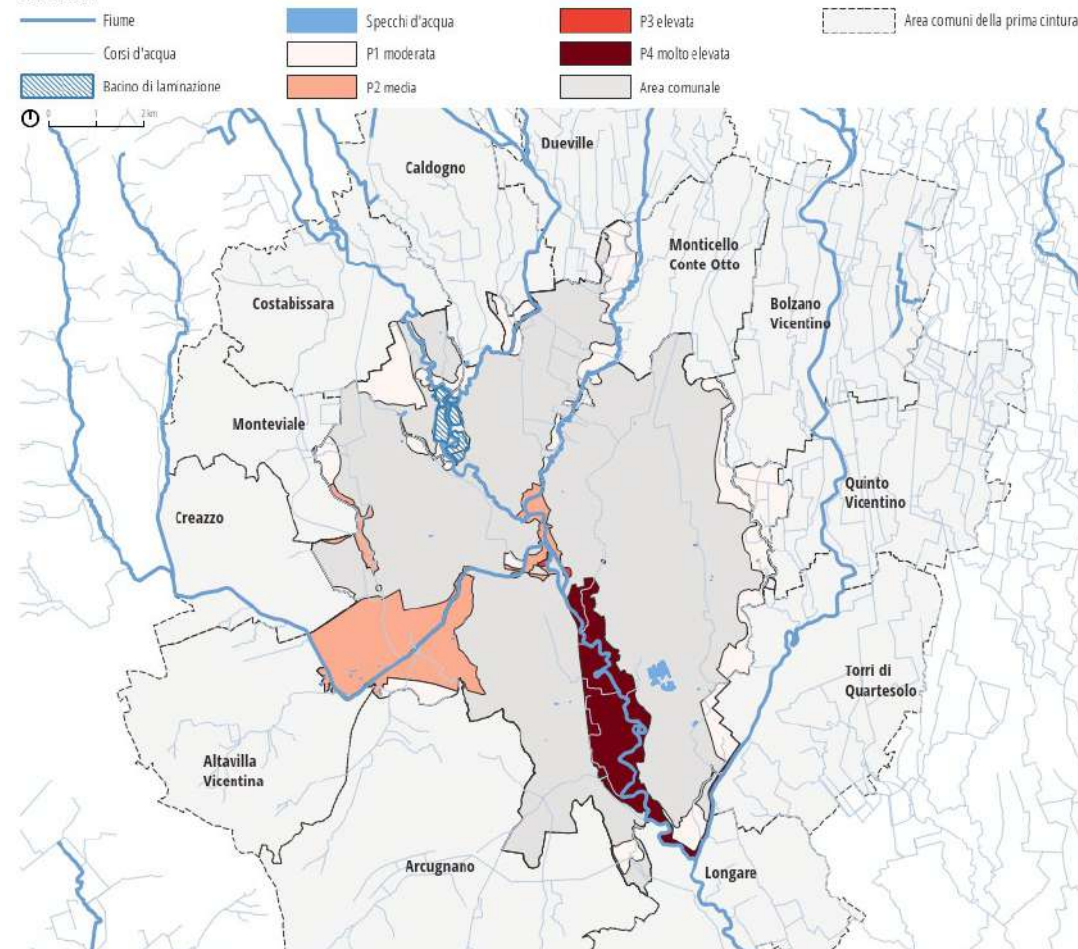 Fiume
Specchi d'acqua
P3 elevata
Area comuni della prima cintura
Corsi d'acqua
P1 moderata
P4 molto elevata
Bacino di laminazione
P2 media
Area comunale
0 1 2 km
Dueville
Caldogno
Monticello
Conte Otto
Costabissara
Bolzano
Vicentino
Monteviale
Quinto
Vicentino
Creazzo
Torri di
Quartesolo
Altavilla
Vicentina
Arcugnano
Longare